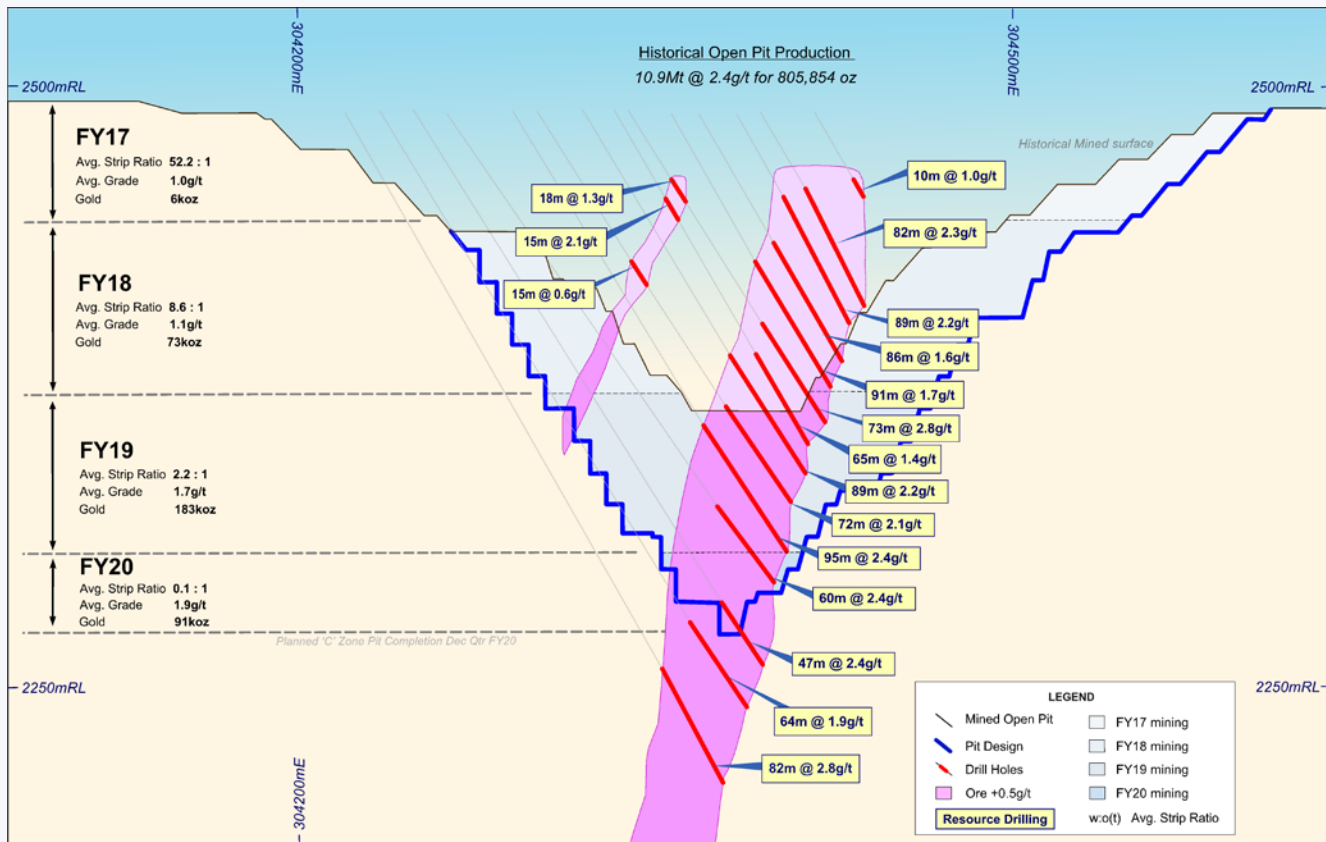 304200mE
304500mE
Historical Open Pit Production
10.9Mt @ 2.4g/t for 805,854 oz
2500mRL
2500mRL
FY17
Avg. Strip Ratio 52.2 : 1
Avg. Grade 1.0g/t
Gold 6koz
Historical Mined surface
10m @ 1.0g/t
18m @ 1.3g/t
82m @ 2.3g/t
15m @ 2.1g/t
FY18
Avg. Strip Ratio 8.6 : 1
Avg. Grade 1.1g/t
Gold 73koz
15m @ 0.6g/t
89m @ 2.2g/t
86m @ 1.6g/t
91m @ 1.7g/t
73m @ 2.8g/t
FY19
Avg. Strip Ratio 2.2 : 1
Avg. Grade 1.7g/t
Gold 183koz
65m @ 1.4g/t
89m @ 2.2g/t
72m @ 2.1g/t
95m @ 2.4g/t
FY20
Avg. Strip Ratio 0.1 : 1
Avg. Grade 1.9g/t
Gold 91koz
60m @ 2.4g/t
Planned 'C' Zone Pit Completion Dec Qtr FY20
47m @ 2.4g/t
2250mRL
2250mRL
64m @ 1.9g/t
82m @ 2.8g/t
304200mE
LEGEND
Mined Open Pit
FY17 mining
Pit Design
FY18 mining
Drill Holes
FY19 mining
Ore +0.5g/t
FY20 mining
Resource Drilling
w:o(t) Avg. Strip Ratio